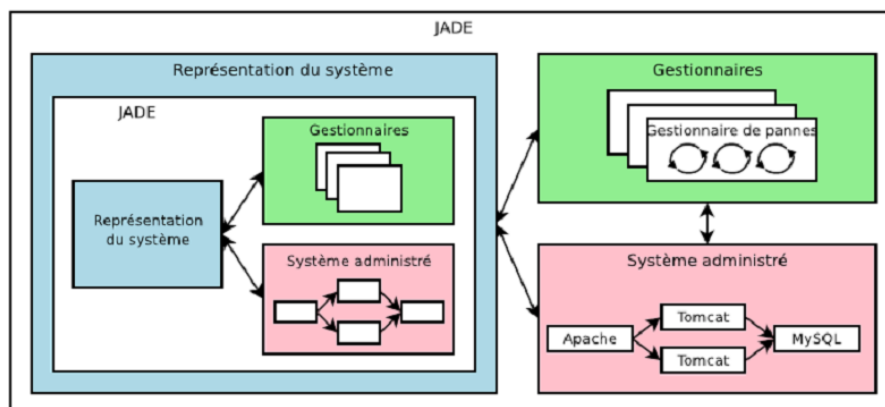 JADE
Représentation du système
JADE
Gestionnaires
Représentation
du système
Système administré
Gestionnaires
Gestionnaire de pannes
Système administré
Apache
Tomcat
Tomcat
MySQL